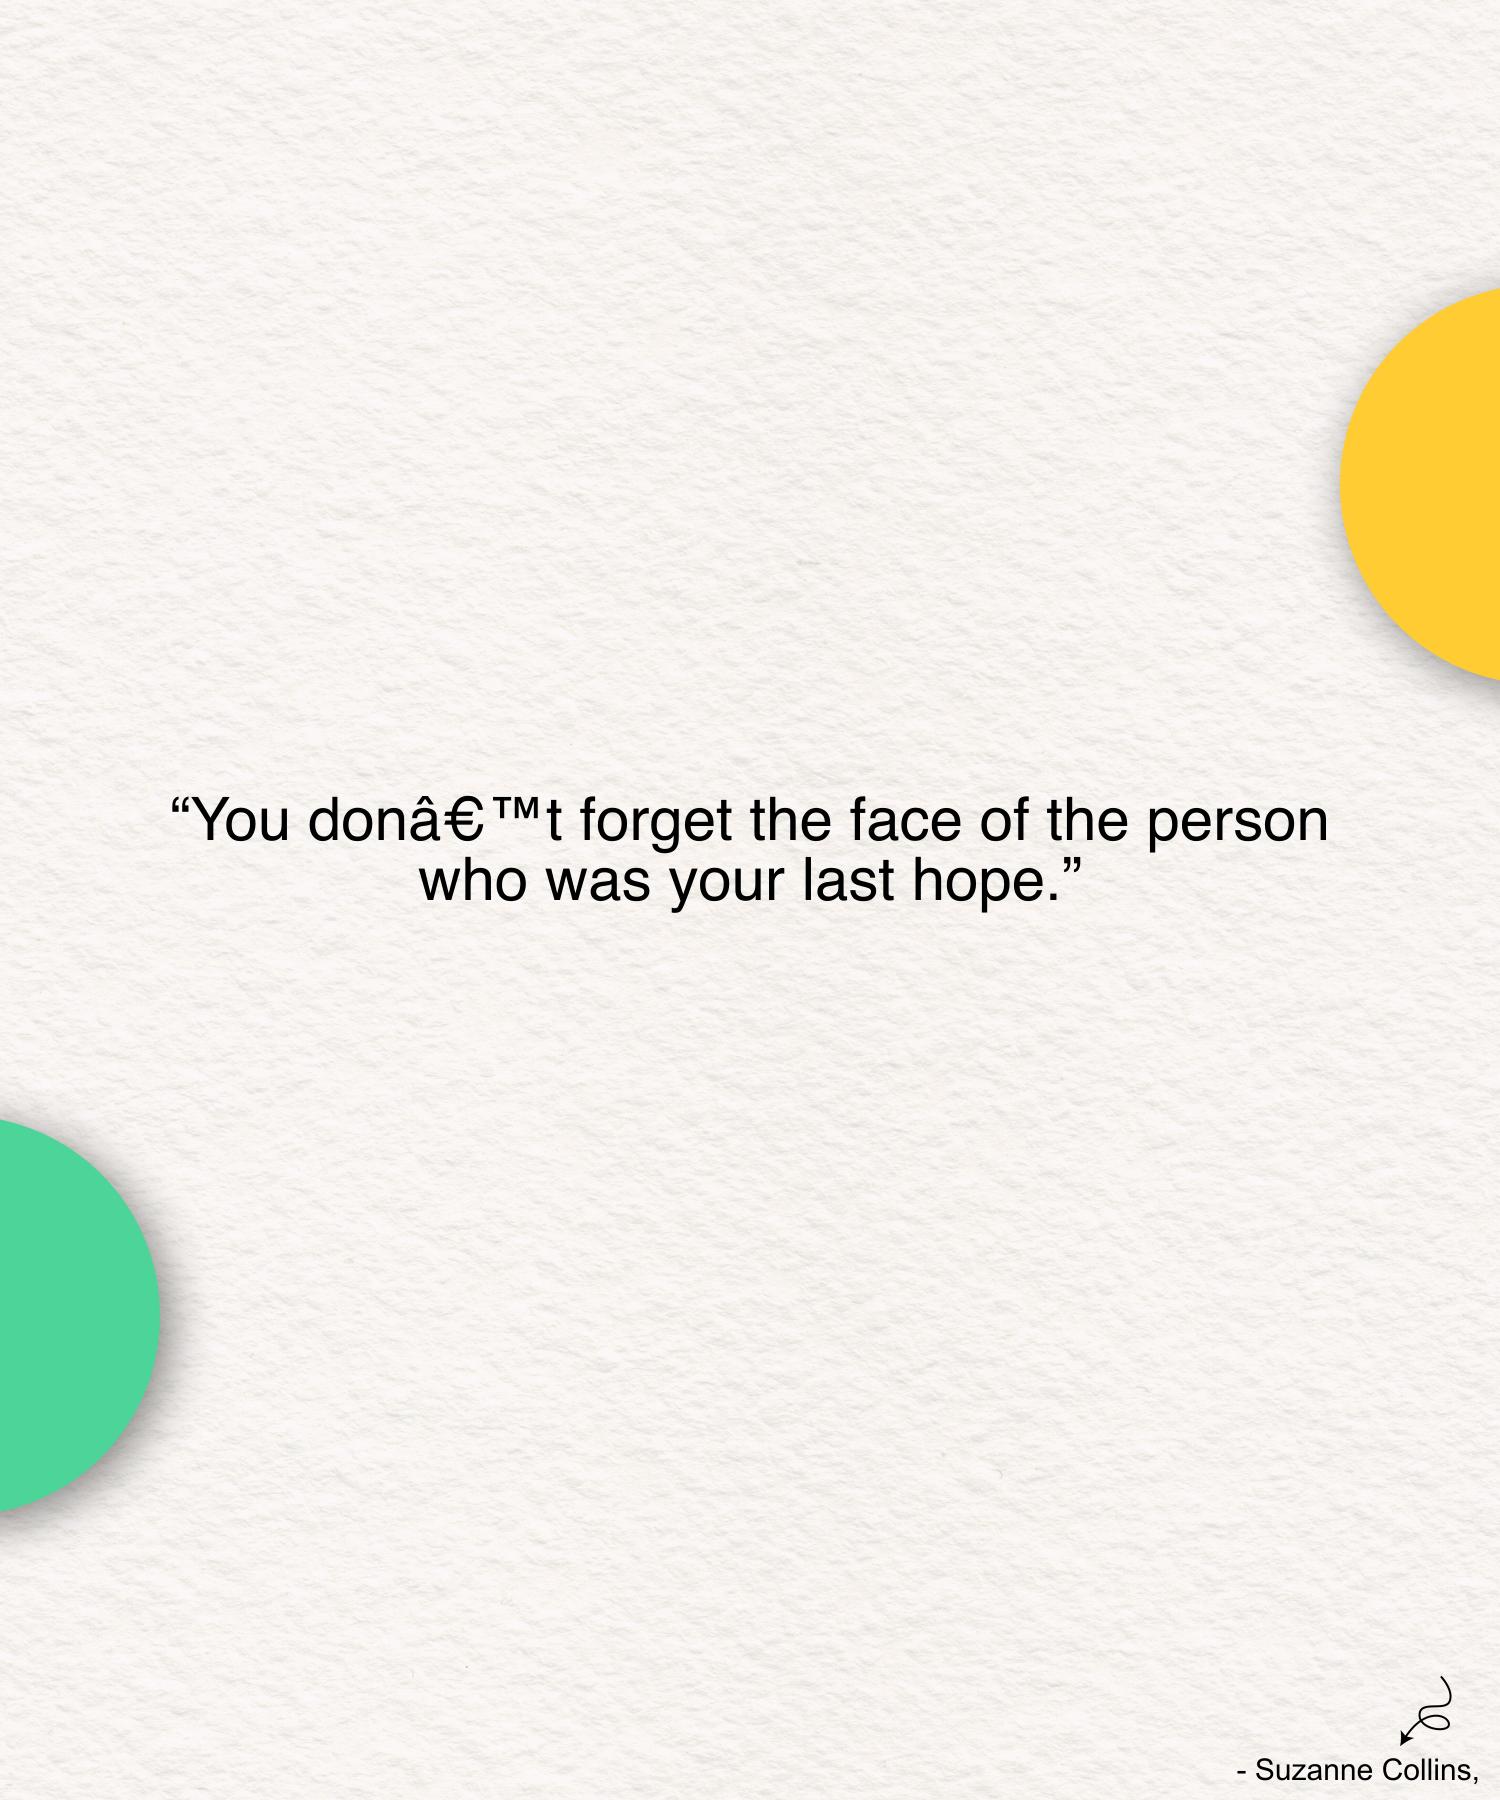 “You donâ€™t forget the face of the person
who was your last hope.”
- Suzanne Collins,